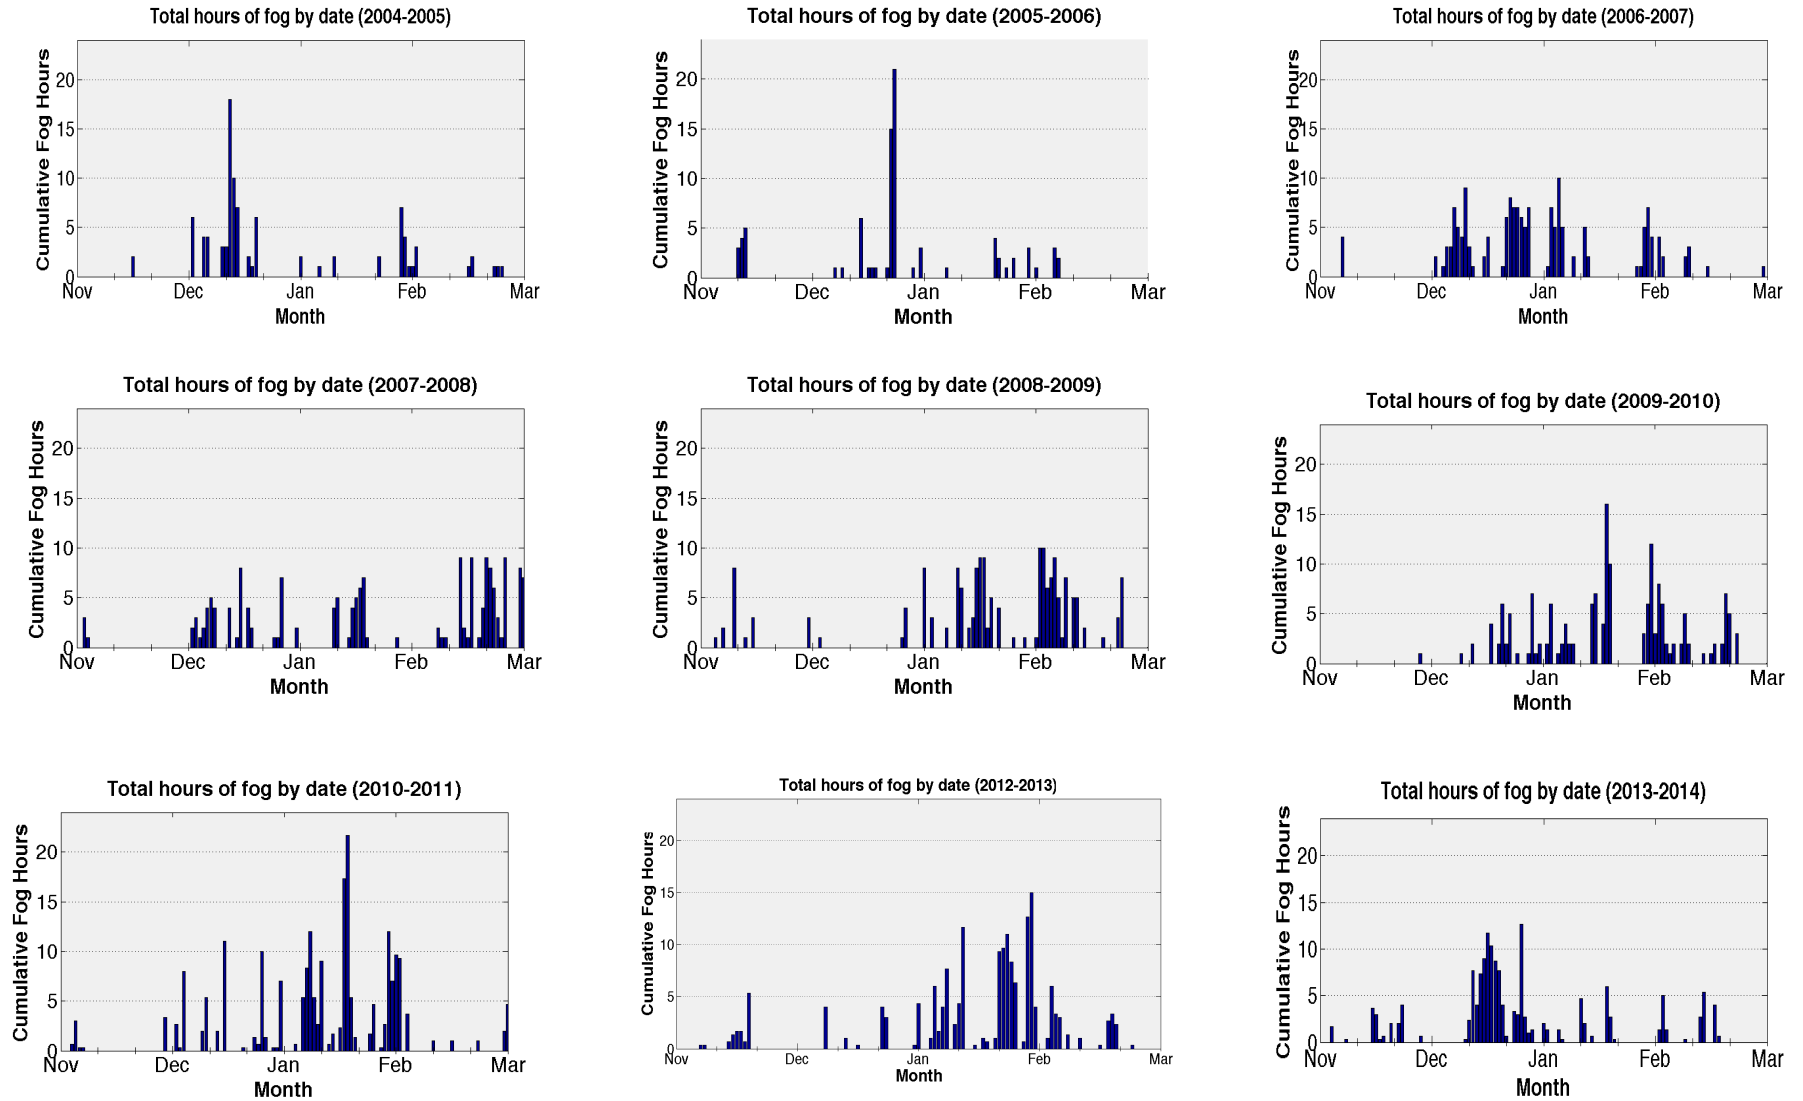 Total hours of fog by date (2004-2005)
Cumulative Fog Hours
20
15
10
5
0
Nov Dec Jan Feb Mar
Month
Total hours of fog by date (2005-2006)
Cumulative Fog Hours
20
15
10
5
0
Nov Dec Jan Feb Mar
Month
Total hours of fog by date (2006-2007)
Cumulative Fog Hours
20
15
10
5
0
Nov Dec Jan Feb Mar
Month
Total hours of fog by date (2007-2008)
Cumulative Fog Hours
20
15
10
5
0
Nov Dec Jan Feb Mar
Month
Total hours of fog by date (2008-2009)
Cumulative Fog Hours
20
15
10
5
0
Nov Dec Jan Feb Mar
Month
Total hours of fog by date (2009-2010)
Cumulative Fog Hours
20
15
10
5
0
Nov Dec Jan Feb Mar
Month
Total hours of fog by date (2010-2011)
Cumulative Fog Hours
20
15
10
5
0
Nov Dec Jan Feb Mar
Month
Total hours of fog by date (2012-2013)
Cumulative Fog Hours
20
15
10
5
0
Nov Dec Jan Feb Mar
Month
Total hours of fog by date (2013-2014)
Cumulative Fog Hours
20
15
10
5
0
Nov Dec Jan Feb Mar
Month